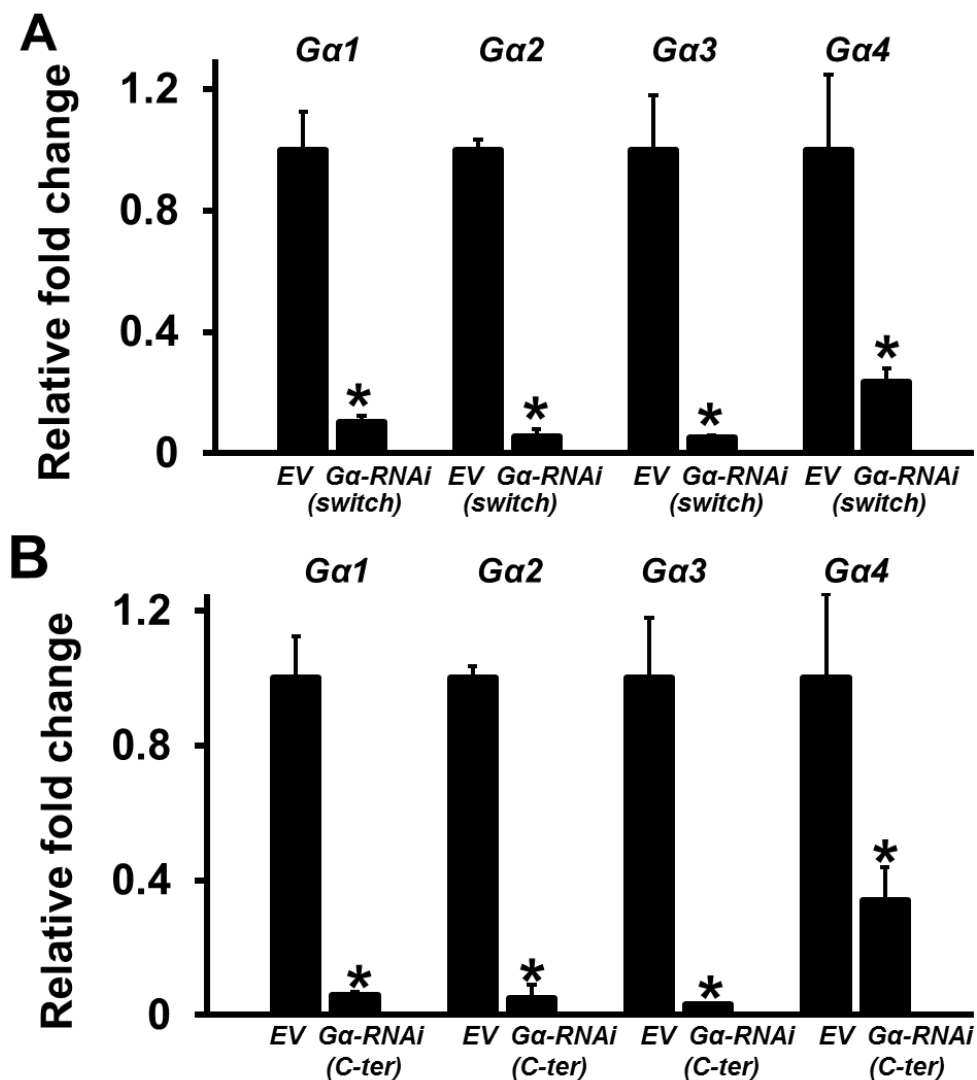 A
Gα1 Gα2 Gα3 Gα4
Relative fold change
1.2
0.8
0.4
0
* * * *
EV Gα-RNAi EV Gα-RNAi EV Gα-RNAi EV Gα-RNAi
(switch) (switch) (switch) (switch)
B
Gα1 Gα2 Gα3 Gα4
Relative fold change
1.2
0.8
0.4
0
* * * *
EV Gα-RNAi EV Gα-RNAi EV Gα-RNAi EV Gα-RNAi
(C-ter) (C-ter) (C-ter) (C-ter)